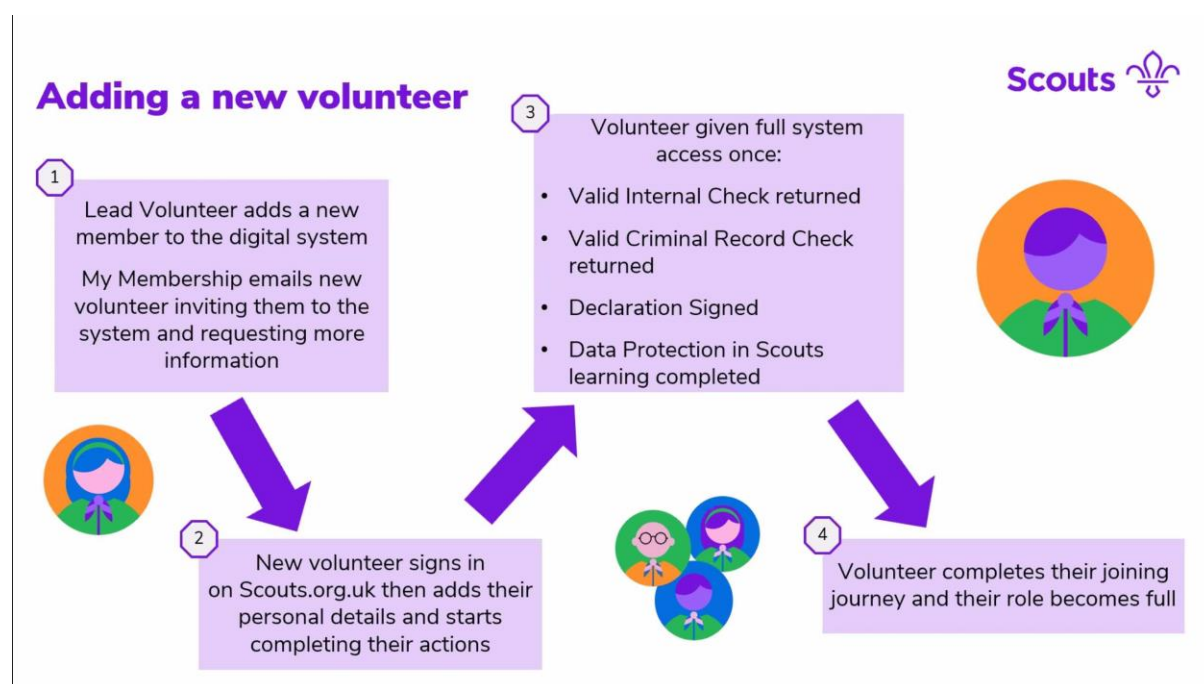 Adding a new volunteer
Scouts
1
Lead Volunteer adds a new
member to the digital system
My Membership emails new
volunteer inviting them to the
system and requesting more
information
2
New volunteer signs in
on Scouts.org.uk then adds their
personal details and starts
completing their actions
3
Volunteer given full system
access once:
• Valid Internal Check returned
• Valid Criminal Record Check
returned
• Declaration Signed
• Data Protection in Scouts
learning completed
4
Volunteer completes their joining
journey and their role becomes full